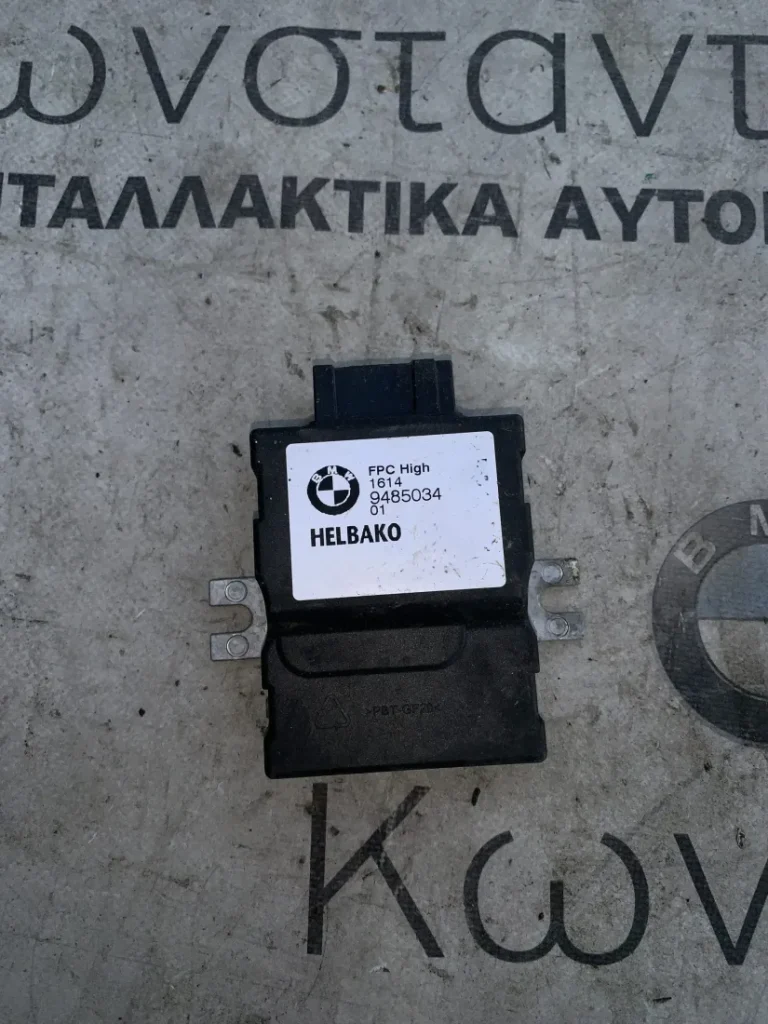 ωνσταντ
ΝΤΑΛΛΑΚΤΙΚΑ ΑΥΤΟ
BMW
FPC High
1614
9485034
01
HELBAKO
B M
>PBT-GF20<
Κων